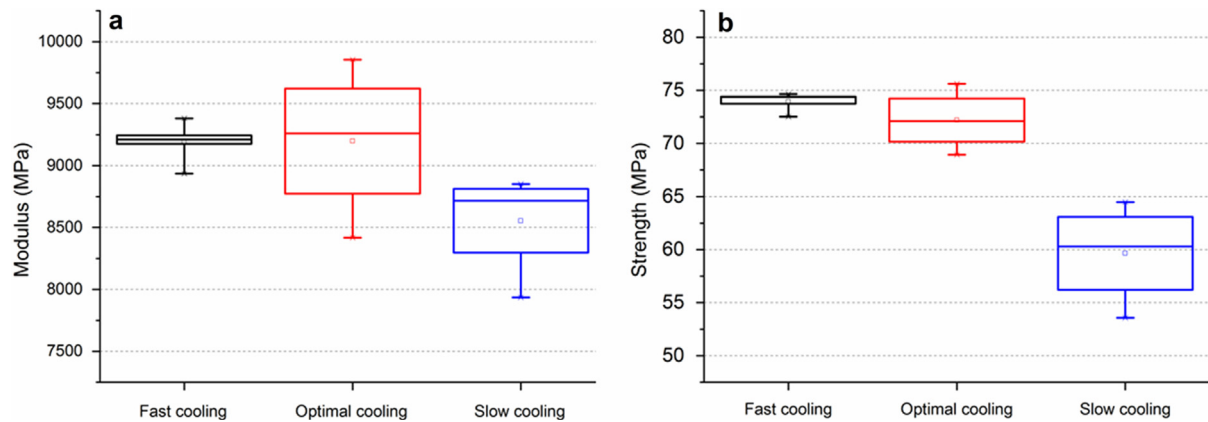 a
Modulus (MPa)
10000
9500
9000
8500
8000
7500
Fast cooling
Optimal cooling
Slow cooling
b
Strength (MPa)
80
75
70
65
60
55
50
Fast cooling
Optimal cooling
Slow cooling